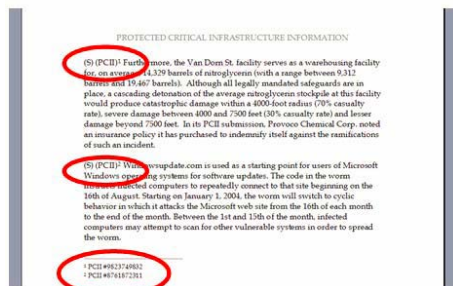 PROTECTED CRITICAL INFRASTRUCTURE INFORMATION
(S) (PCII)¹ Furthermore, the Van Dorn St. facility serves as a warehousing facility
for, on average 14,329 barrels of nitroglycerin (with a range between 9,312
barrels and 19,467 barrels). Although all legally mandated safeguards are in
place, a cascading detonation of the average nitroglycerin stockpile at this facility
would produce catastrophic damage within a 4000-foot radius (70% casualty
rate), severe damage between 4000 and 7500 feet (30% casualty rate) and lesser
damage beyond 7500 feet. In its PCII submission, Provoco Chemical Corp. noted
an insurance policy it has purchased to indemnify itself against the ramifications
of such an incident.
(S) (PCII)² Windowsupdate.com is used as a starting point for users of Microsoft
Windows operating systems for software updates. The code in the worm
infected computers to repeatedly connect to that site beginning on the
16th of August. Starting on January 1, 2004, the worm will switch to cyclic
behavior in which it attacks the Microsoft web site from the 16th of each month
to the end of the month. Between the 1st and 15th of the month, infected
computers may attempt to scan for other vulnerable systems in order to spread
the worm.
¹ PCII #9823749832
² PCII #8761872311